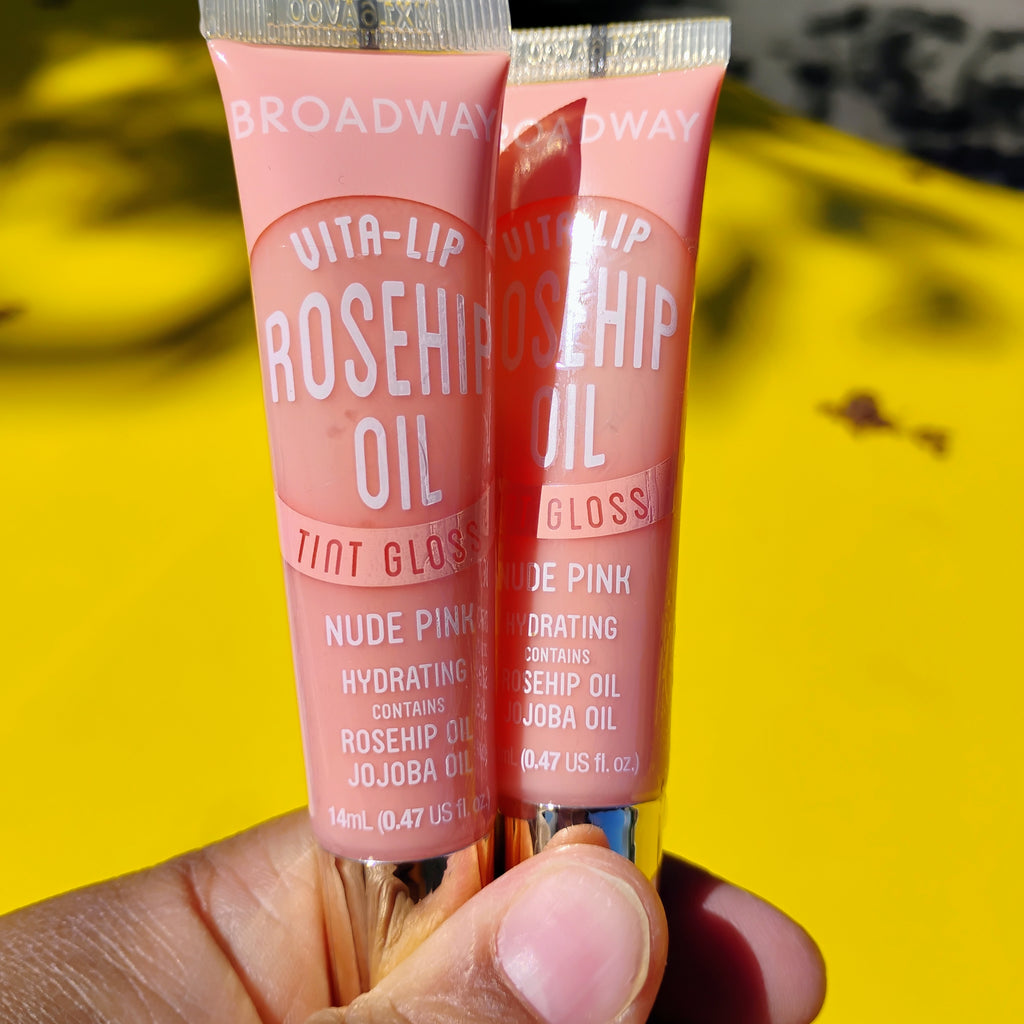 BROADWAY
VITA-LIP
ROSEHIP
OIL
TINT GLOSS
NUDE PINK
HYDRATING
CONTAINS
ROSEHIP OIL
JOJOBA OIL
14mL (0.47 US fl. oz.)
BROADWAY
VITA-LIP
ROSEHIP
OIL
GLOSS
NUDE PINK
HYDRATING
CONTAINS
ROSEHIP OIL
JOJOBA OIL
mL (0.47 US fl. oz.)